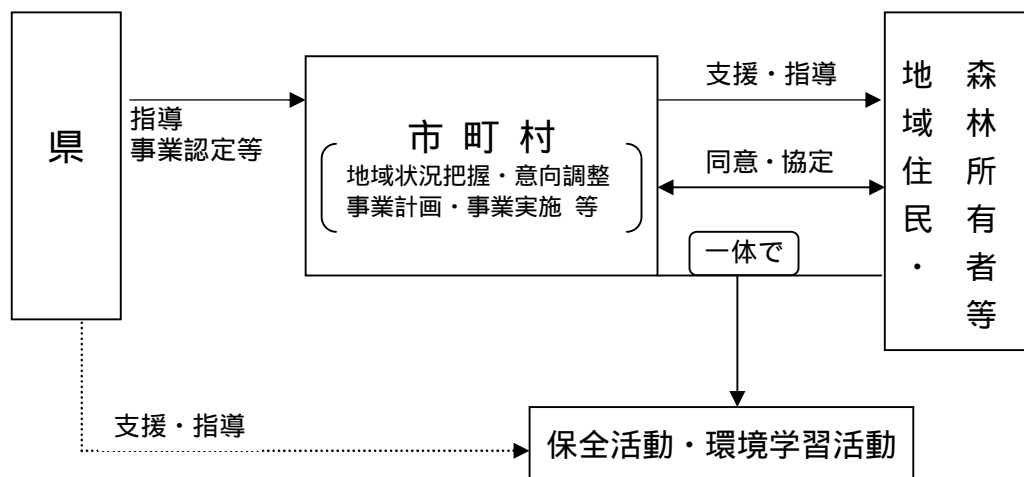 県
指導
事業認定等
市町村
地域状況把握・意向調整
事業計画・事業実施 等
支援・指導
同意・協定
一体で
地域住民・
森林所有者等
支援・指導
保全活動・環境学習活動